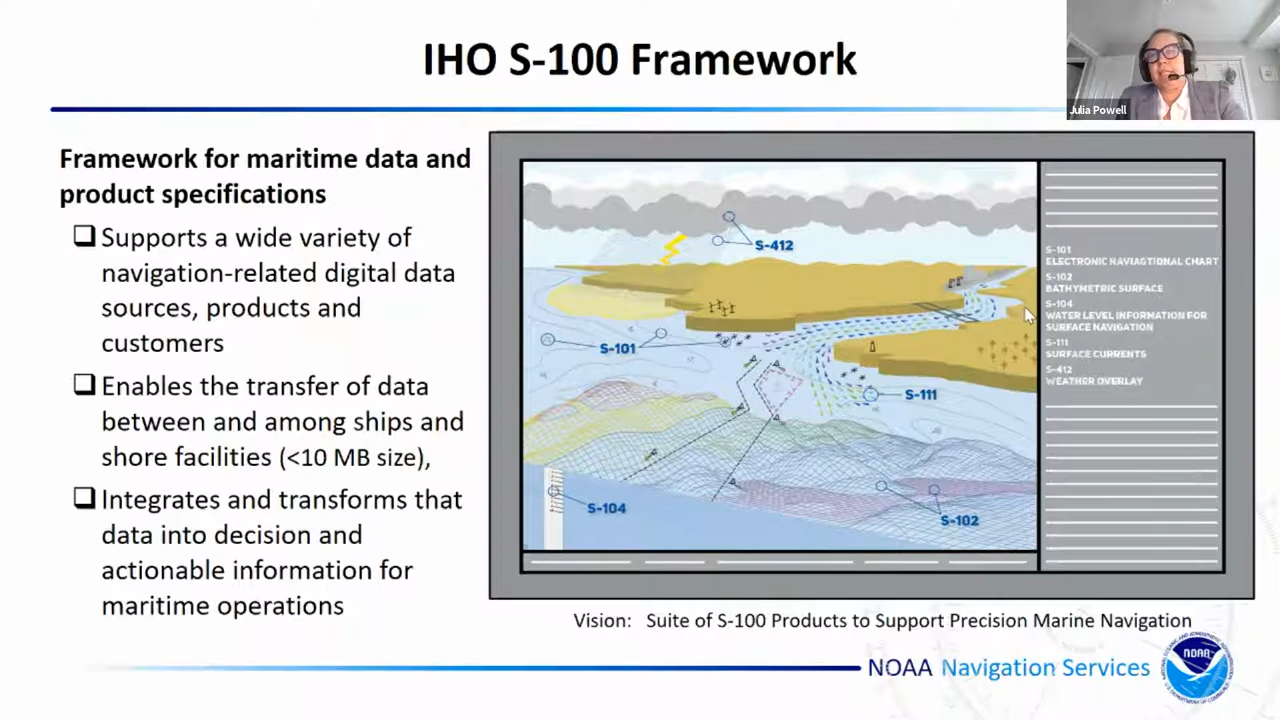 IHO S-100 Framework
Julia Powell
Framework for maritime data and
product specifications
Supports a wide variety of
navigation-related digital data
sources, products and
customers
Enables the transfer of data
between and among ships and
shore facilities (<10 MB size),
Integrates and transforms that
data into decision and
actionable information for
maritime operations
S-412
S-101
S-111
S-104
S-102
S-101
ELECTRONIC NAVIAGTIONAL CHART
S-102
BATHYMETRIC SURFACE
S-104
WATER LEVEL INFORMATION FOR
SURFACE NAVIGATION
S-111
SURFACE CURRENTS
S-412
WEATHER OVERLAY
Vision: Suite of S-100 Products to Support Precision Marine Navigation
NOAA Navigation Services
NOAA